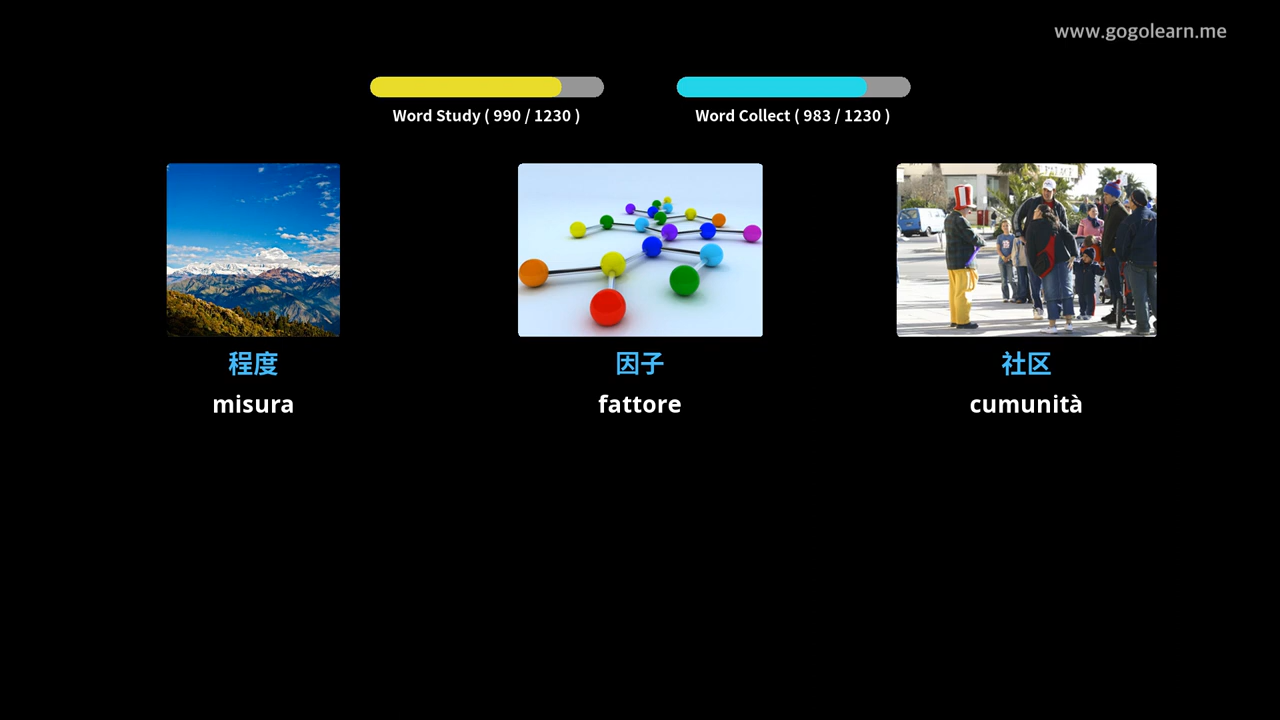 www.gogolearn.me
Word Study ( 990 / 1230 )
Word Collect ( 983 / 1230 )
程度
misura
因子
fattore
社区
cumunità